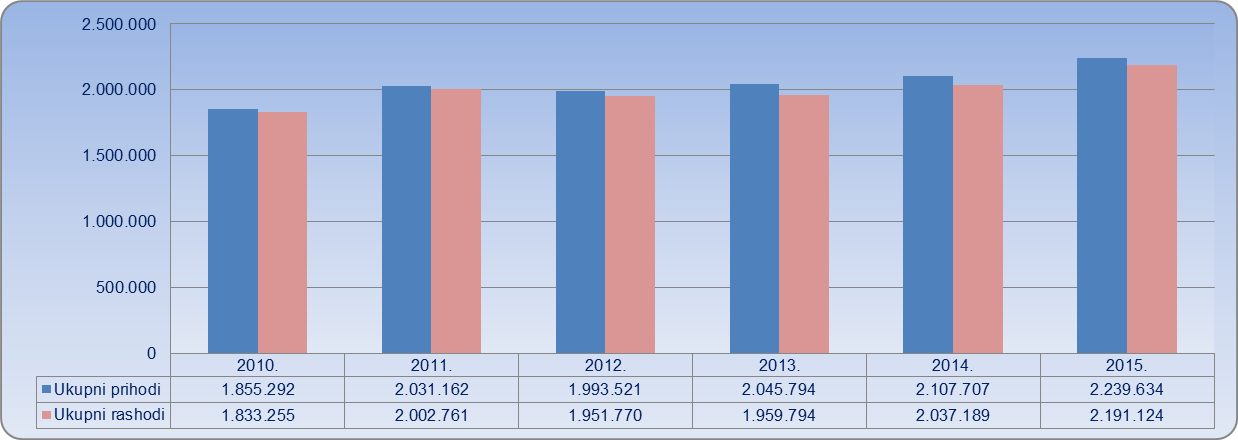 2.500.000
2.000.000
1.500.000
1.000.000
500.000
0
2010. 2011. 2012. 2013. 2014. 2015.
Ukupni prihodi 1.855.292 2.031.162 1.993.521 2.045.794 2.107.707 2.239.634
Ukupni rashodi 1.833.255 2.002.761 1.951.770 1.959.794 2.037.189 2.191.124